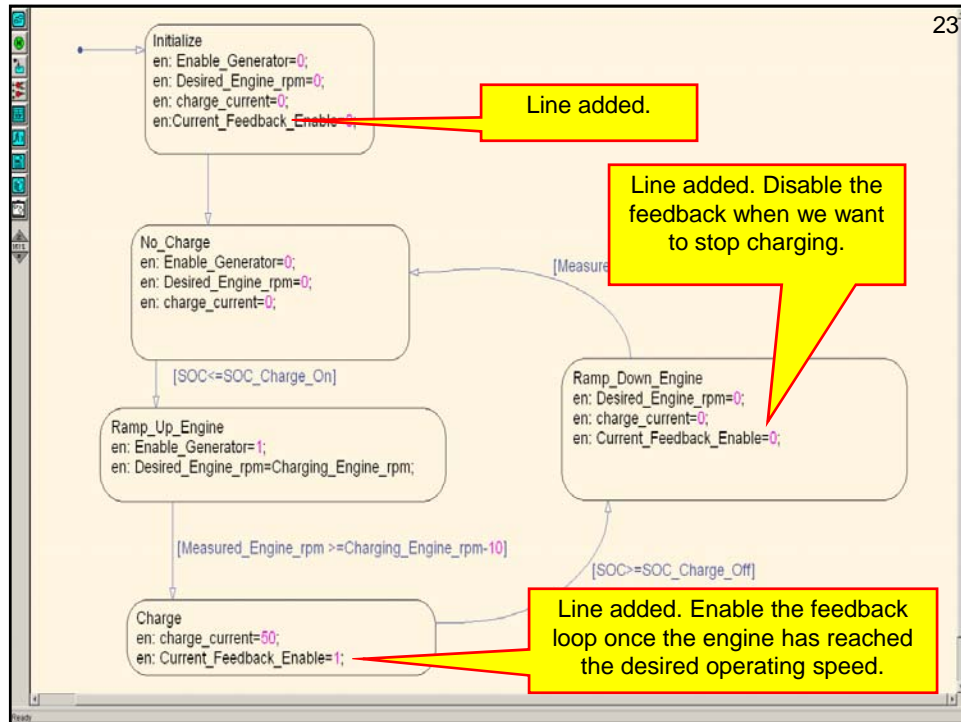 23
Initialize
en: Enable_Generator=0;
en: Desired_Engine_rpm=0;
en: charge_current=0;
en:Current_Feedback_Enable=0;
Line added.
Line added. Disable the
feedback when we want
to stop charging.
No_Charge
en: Enable_Generator=0;
en: Desired_Engine_rpm=0;
en: charge_current=0;
[Measure
[SOC<=SOC_Charge_On]
Ramp_Down_Engine
en: Desired_Engine_rpm=0;
en: charge_current=0;
en: Current_Feedback_Enable=0;
Ramp_Up_Engine
en: Enable_Generator=1;
en: Desired_Engine_rpm=Charging_Engine_rpm;
[Measured_Engine_rpm >=Charging_Engine_rpm-10]
[SOC>=SOC_Charge_Off]
Charge
en: charge_current=50;
en: Current_Feedback_Enable=1;
Line added. Enable the feedback
loop once the engine has reached
the desired operating speed.
Ready